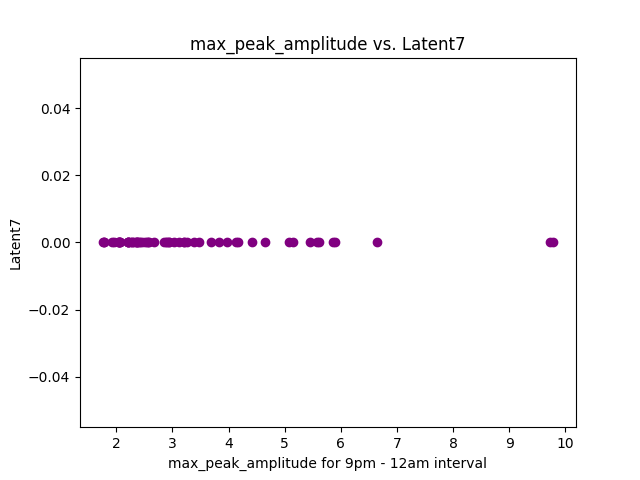 max_peak_amplitude vs. Latent7
0.04
0.02
0.00
−0.02
−0.04
Latent7
2 3 4 5 6 7 8 9 10
max_peak_amplitude for 9pm - 12am interval